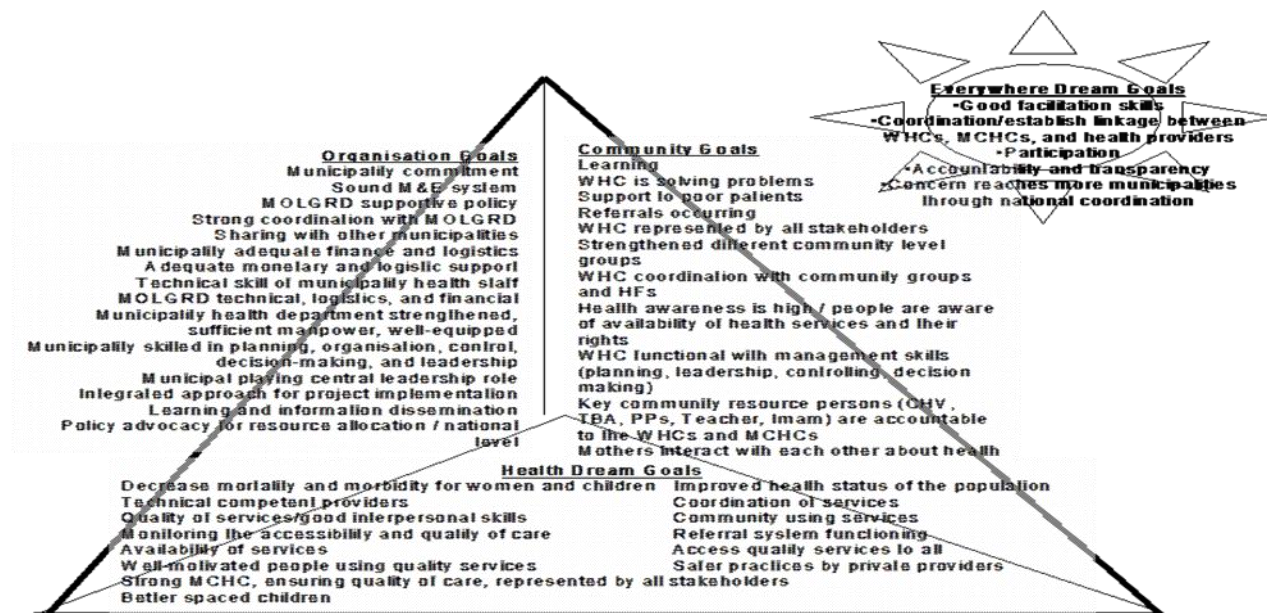 Everywhere Dream Goals
•Good facilitation skills
•Coordination/establish linkage between
WHCs, MCHCs, and health providers
•Participation
•Accountability and transparency
•Concern reaches more municipalities
through national coordination
Organisation Goals
Municipality commitment
Sound M&E system
MOLGRD supportive policy
Strong coordination with MOLGRD
Sharing with other municipalities
Municipality adequate finance and logistics
Adequate monetary and logistic support
Technical skill of municipality health staff
MOLGRD technical, logistics, and financial
Municipality health department strengthened,
sufficient manpower, well-equipped
Municipality skilled in planning, organisation, control,
decision-making, and leadership
Municipal playing central leadership role
Integrated approach for project implementation
Learning and information dissemination
Policy advocacy for resource allocation / national
level
Community Goals
Learning
WHC is solving problems
Support to poor patients
Referrals occurring
WHC represented by all stakeholders
Strengthened different community level
groups
WHC coordination with community groups
and HFs
Health awareness is high / people are aware
of availability of health services and their
rights
WHC functional with management skills
(planning, leadership, controlling, decision
making)
Key community resource persons (CHV,
TBA, PPs, Teacher, Imam) are accountable
to the WHCs and MCHCs
Mothers interact with each other about health
Health Dream Goals
Decrease mortality and morbidity for women and children
Technical competent providers
Quality of services/good interpersonal skills
Monitoring the accessibility and quality of care
Availability of services
Well-motivated people using quality services
Strong MCHC, ensuring quality of care, represented by all stakeholders
Better spaced children
Improved health status of the population
Coordination of services
Community using services
Referral system functioning
Access quality services to all
Safer practices by private providers